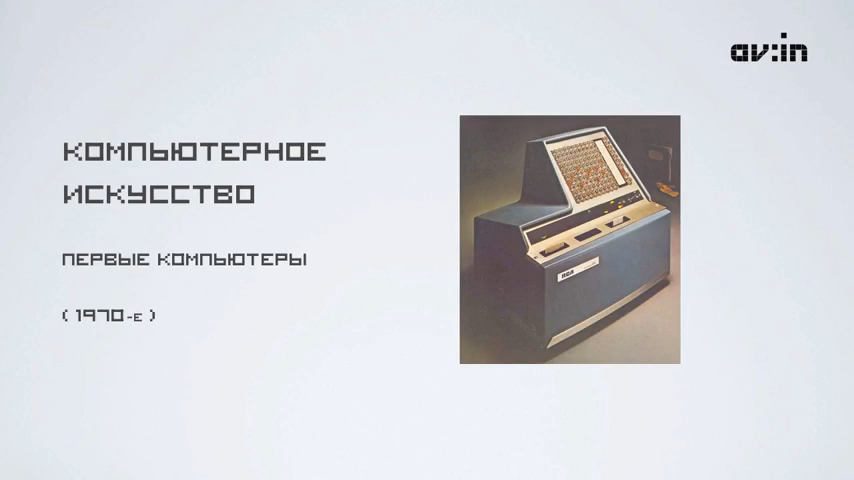 av:in
КОМПЬЮТЕРНОЕ
ИСКУССТВО
ПЕРВЫЕ КОМПЬЮТЕРЫ
(1970-Е)
RCA